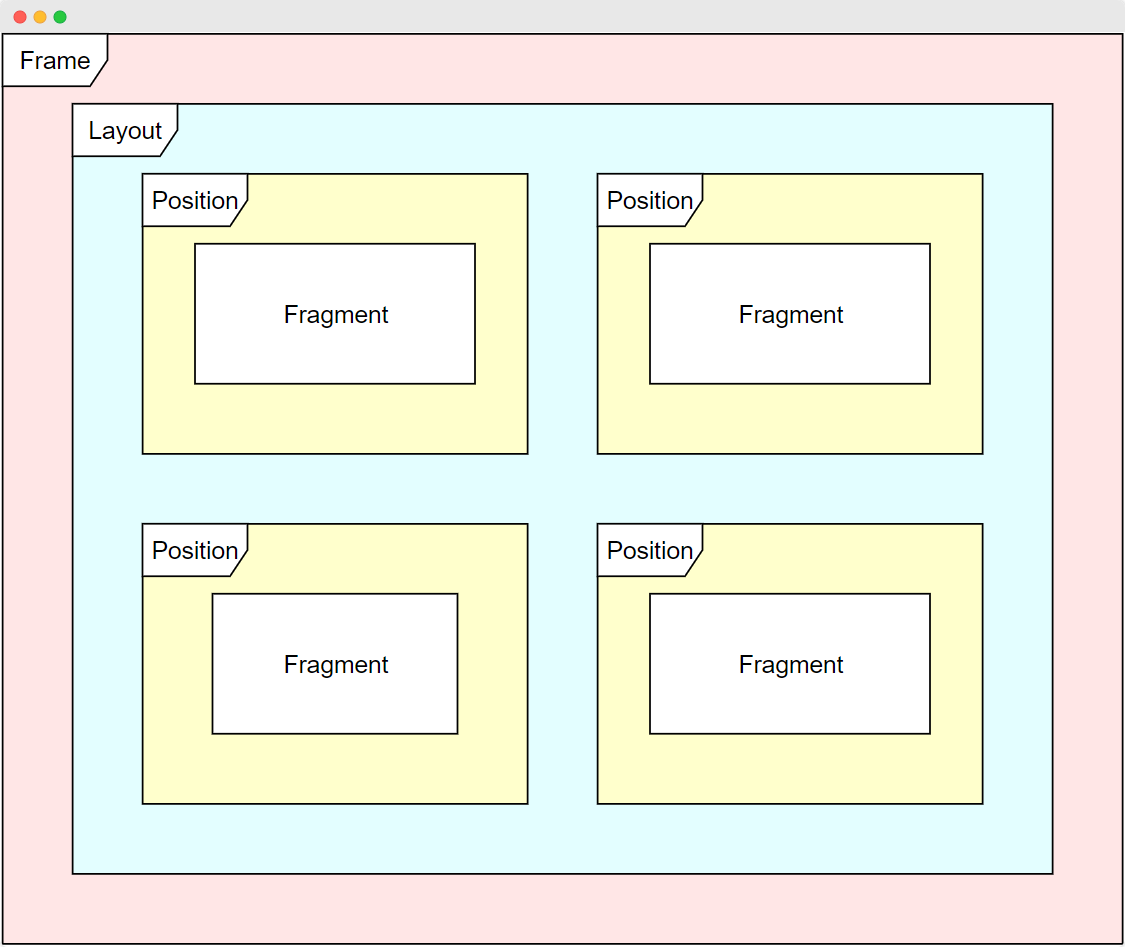 Frame
Layout
Position
Position
Fragment
Fragment
Position
Position
Fragment
Fragment